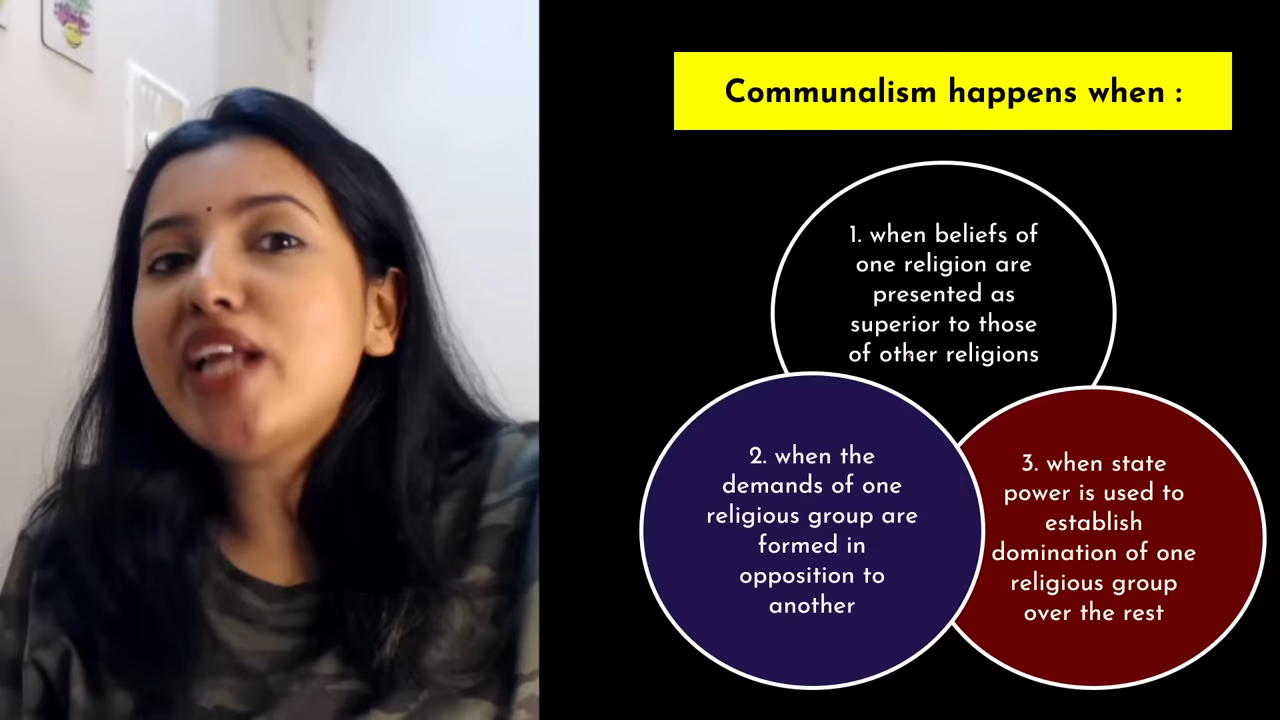 Communalism happens when :
1. when beliefs of
one religion are
presented as
superior to those
of other religions
2. when the
demands of one
religious group are
formed in
opposition to
another
3. when state
power is used to
establish
domination of one
religious group
over the rest